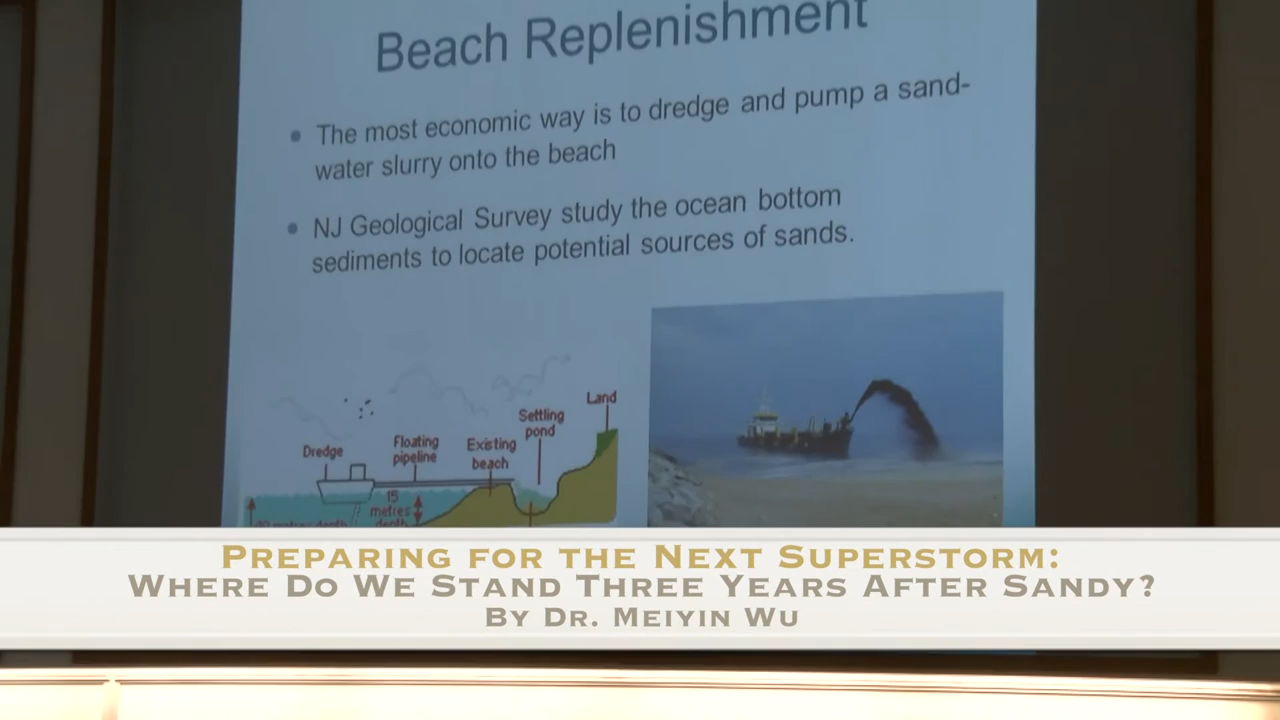 Beach Replenishment
• The most economic way is to dredge and pump a sand-
water slurry onto the beach
• NJ Geological Survey study the ocean bottom
sediments to locate potential sources of sands.
Land
Settling
pond
Dredge
Floating
pipeline
Existing
beach
15
metres
depth
metres depth
PREPARING FOR THE NEXT SUPERSTORM:
WHERE DO WE STAND THREE YEARS AFTER SANDY?
BY DR. MEIYIN WU